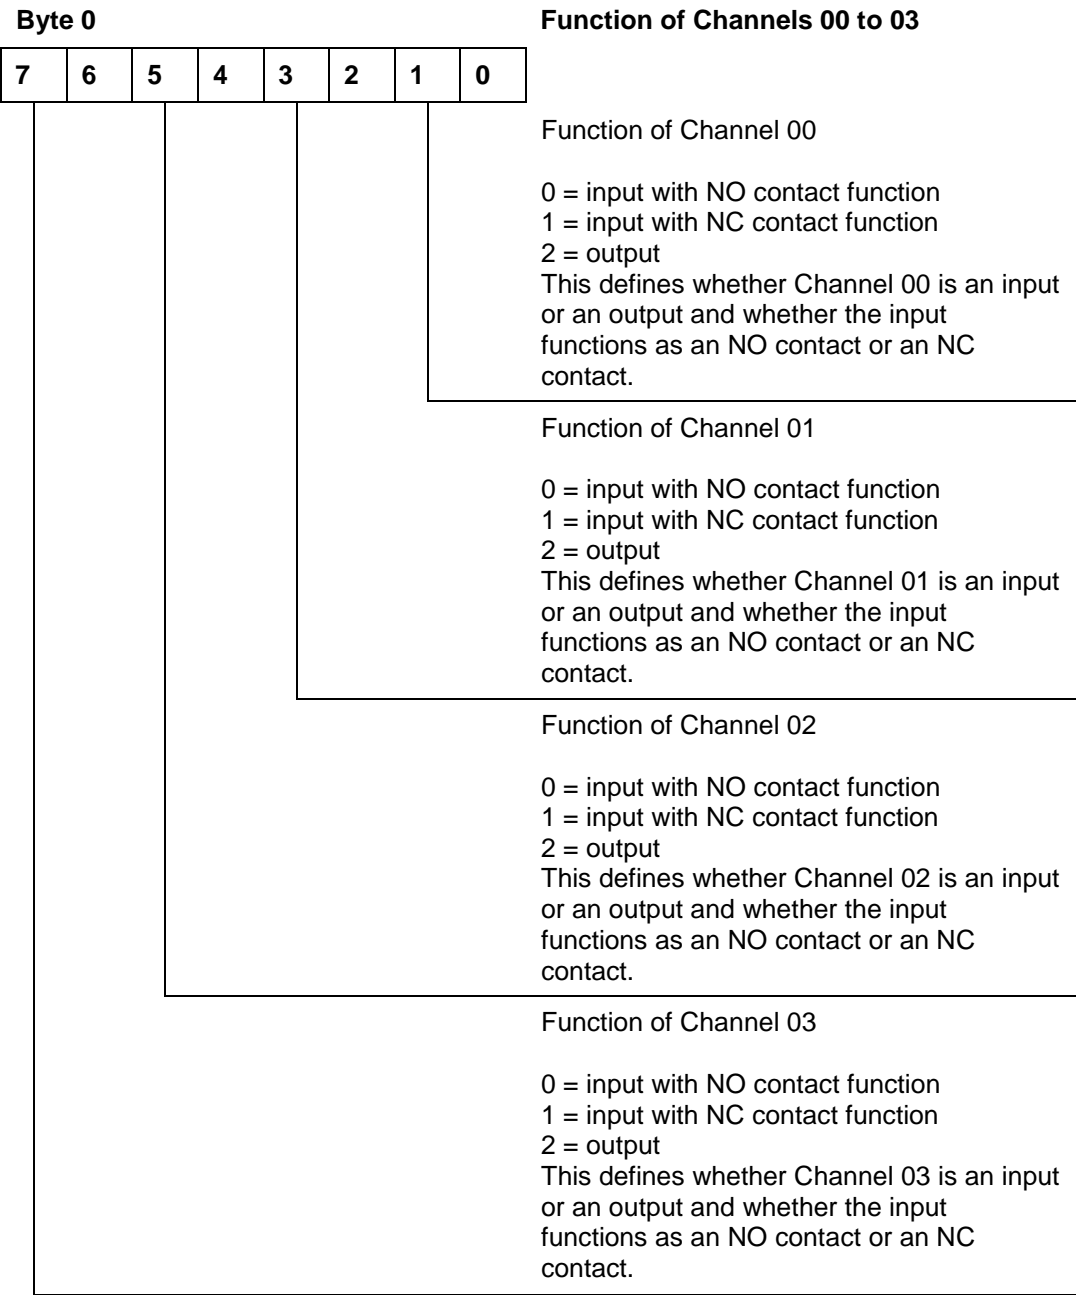 Byte 0 Function of Channels 00 to 03
7 6 5 4 3 2 1 0
Function of Channel 00
0 = input with NO contact function
1 = input with NC contact function
2 = output
This defines whether Channel 00 is an input
or an output and whether the input
functions as an NO contact or an NC
contact.
Function of Channel 01
0 = input with NO contact function
1 = input with NC contact function
2 = output
This defines whether Channel 01 is an input
or an output and whether the input
functions as an NO contact or an NC
contact.
Function of Channel 02
0 = input with NO contact function
1 = input with NC contact function
2 = output
This defines whether Channel 02 is an input
or an output and whether the input
functions as an NO contact or an NC
contact.
Function of Channel 03
0 = input with NO contact function
1 = input with NC contact function
2 = output
This defines whether Channel 03 is an input
or an output and whether the input
functions as an NO contact or an NC
contact.